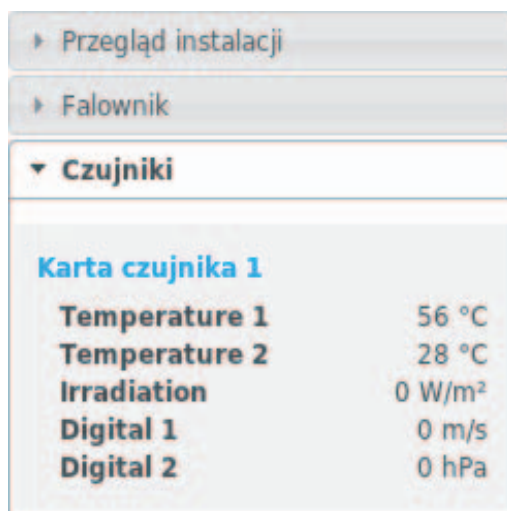 Przegląd instalacji
Falownik
Czujniki
Karta czujnika 1
Temperature 1 56 °C
Temperature 2 28 °C
Irradiation 0 W/m²
Digital 1 0 m/s
Digital 2 0 hPa